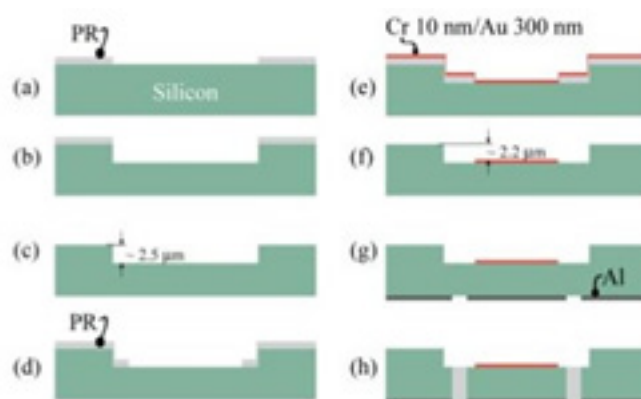 PR
(a)
Silicon
(b)
(c)
~ 2.5 µm
PR
(d)
Cr 10 nm/Au 300 nm
(e)
(f)
~ 2.2 µm
(g)
Al
(h)